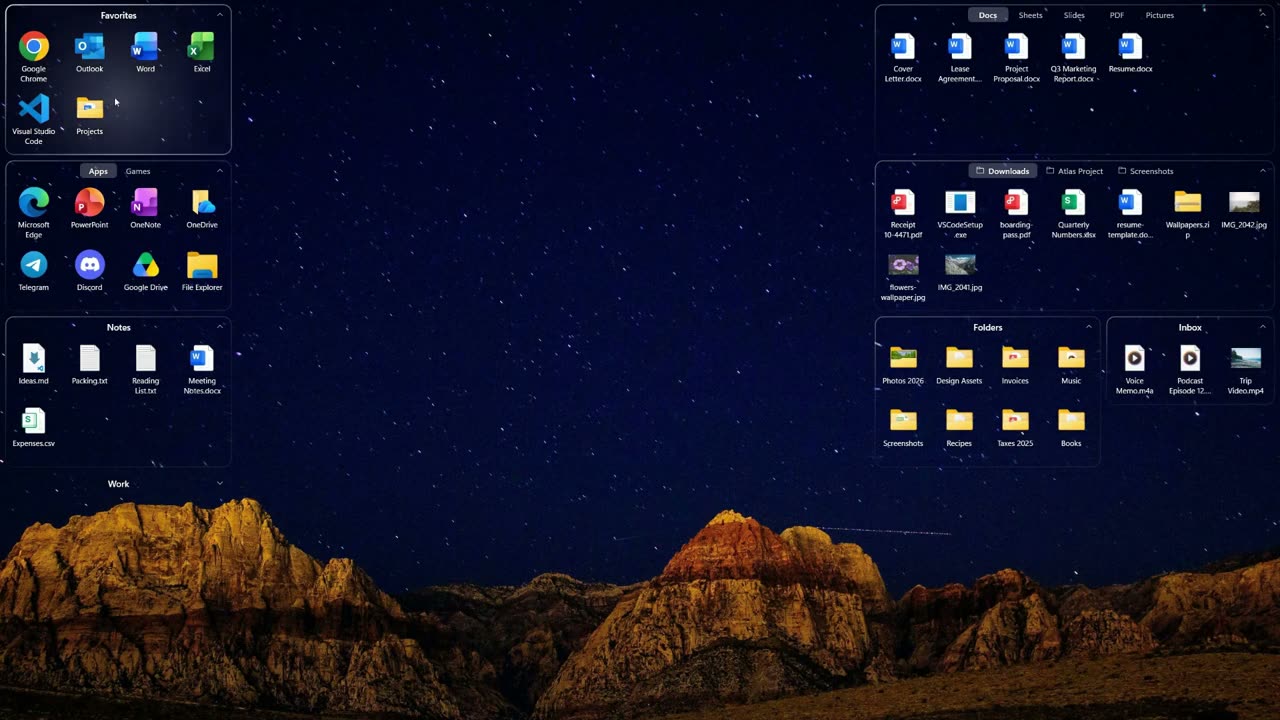 Favorites
Google Chrome
Outlook
Word
Excel
Visual Studio Code
Projects
Apps Games
Microsoft Edge
PowerPoint
OneNote
OneDrive
Telegram
Discord
Google Drive
File Explorer
Notes
Ideas.md
Packing.txt
Reading List.txt
Meeting Notes.docx
Expenses.csv
Work
Docs Sheets Slides PDF Pictures
Cover Letter.docx
Lease Agreement....
Project Proposal.docx
Q3 Marketing Report.docx
Resume.docx
Downloads Atlas Project Screenshots
Receipt 10-4471.pdf
VSCodeSetup.exe
boarding-pass.pdf
Quarterly Numbers.xlsx
resume-template.do...
Wallpapers.zip
IMG_2042.jpg
flowers-wallpaper.jpg
IMG_2041.jpg
Folders
Photos 2026
Design Assets
Invoices
Music
Screenshots
Recipes
Taxes 2025
Books
Inbox
Voice Memo.m4a
Podcast Episode 12....
Trip Video.mp4